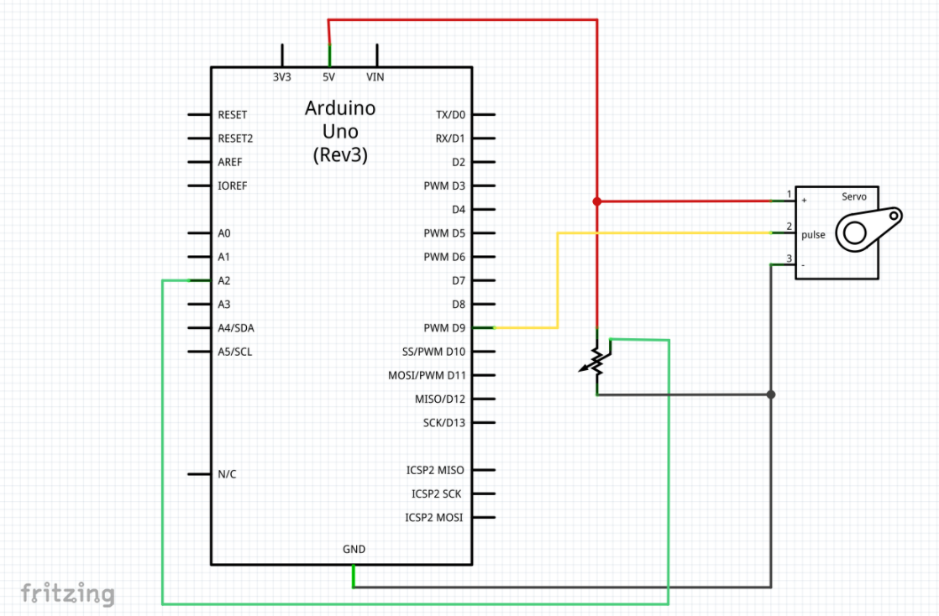 3V3 5V VIN
Arduino
Uno
(Rev3)
RESET
RESET2
AREF
IOREF
A0
A1
A2
A3
A4/SDA
A5/SCL
N/C
TX/D0
RX/D1
D2
PWM D3
D4
PWM D5
PWM D6
D7
D8
PWM D9
SS/PWM D10
MOSI/PWM D11
MISO/D12
SCK/D13
ICSP2 MISO
ICSP2 SCK
ICSP2 MOSI
GND
Servo
1 +
2 pulse
3 -
fritzing